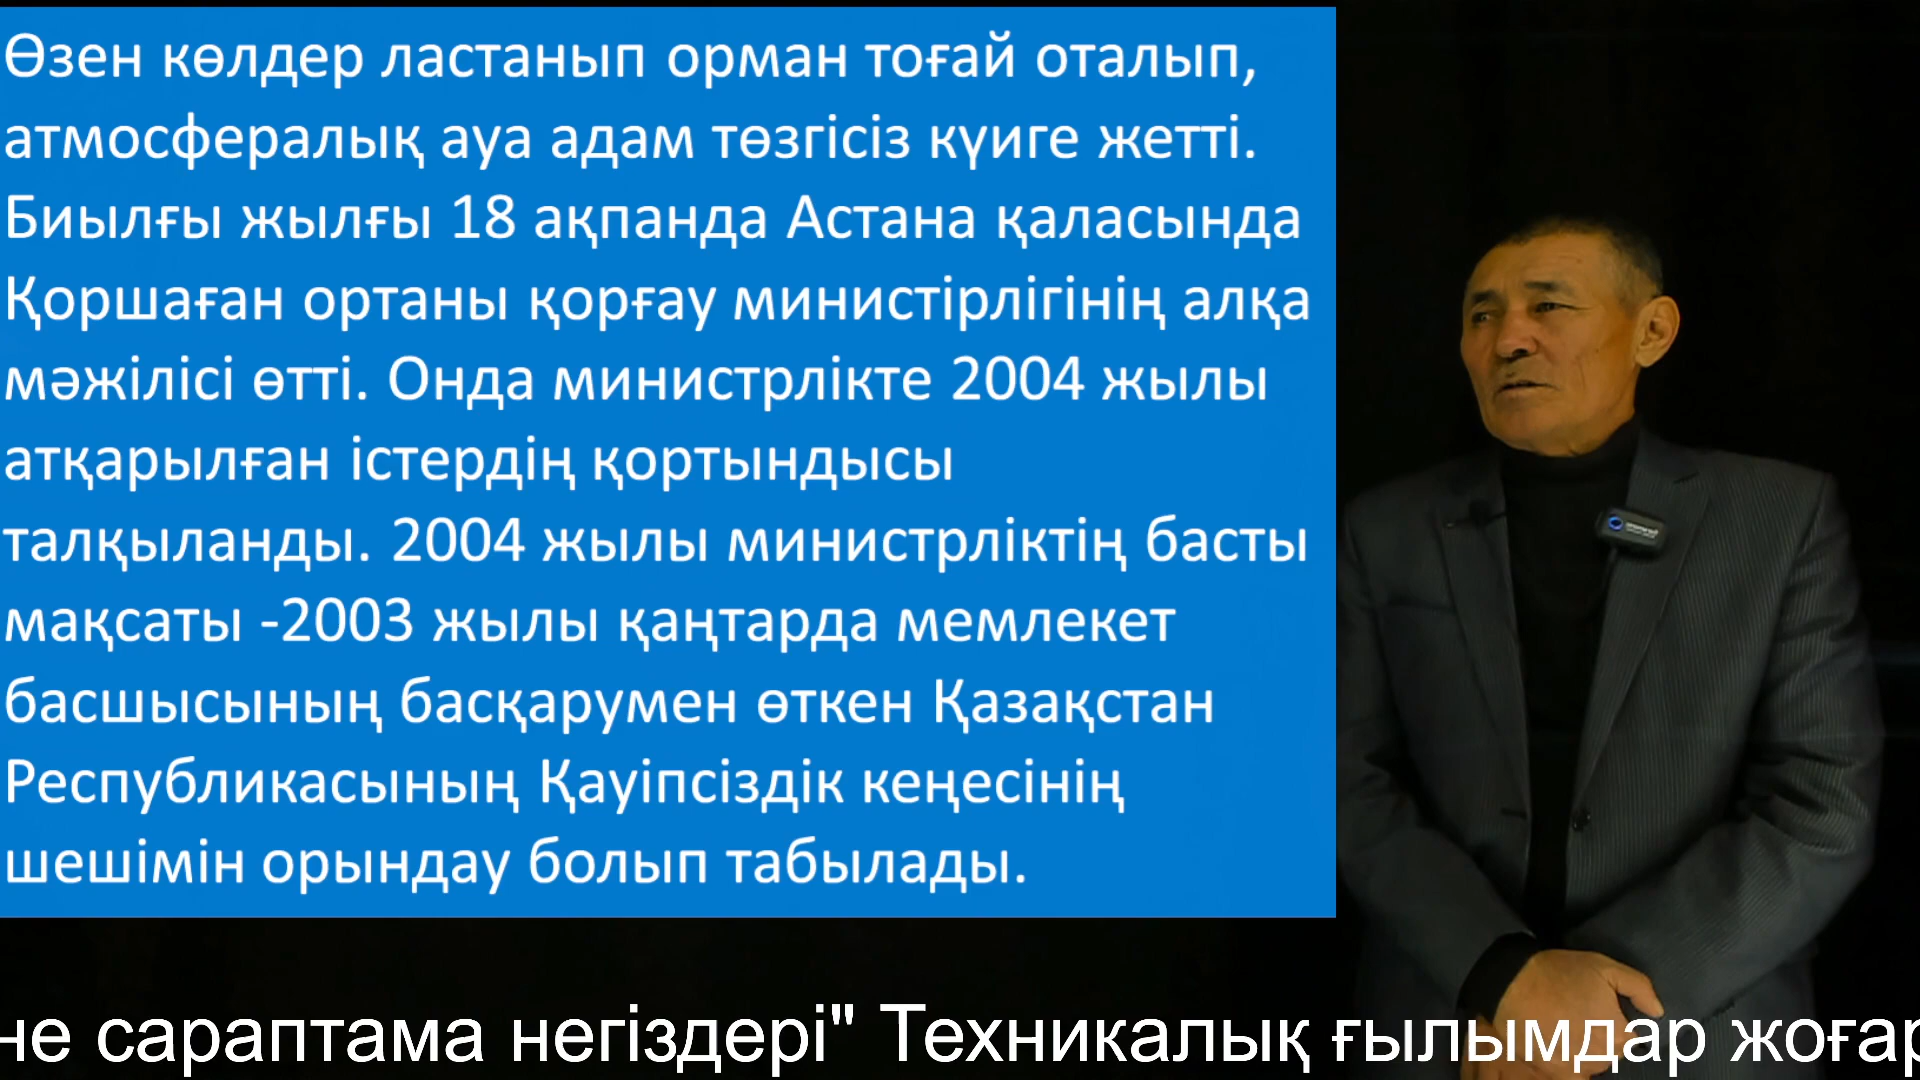 Өзен көлдер ластанып орман тоғай оталып,
атмосфералық ауа адам төзгісіз күиге жетті.
Биылғы жылғы 18 ақпанда Астана қаласында
Қоршаған ортаны қорғау министірлігінің алқа
мәжілісі өтті. Онда министрлікте 2004 жылы
атқарылған істердің қортындысы
талқыланды. 2004 жылы министрліктің басты
мақсаты -2003 жылы қаңтарда мемлекет
басшысының басқарумен өткен Қазақстан
Республикасының Қауіпсіздік кеңесінің
шешімін орындау болып табылады.
не сараптама негіздері" Техникалық ғылымдар жоғар